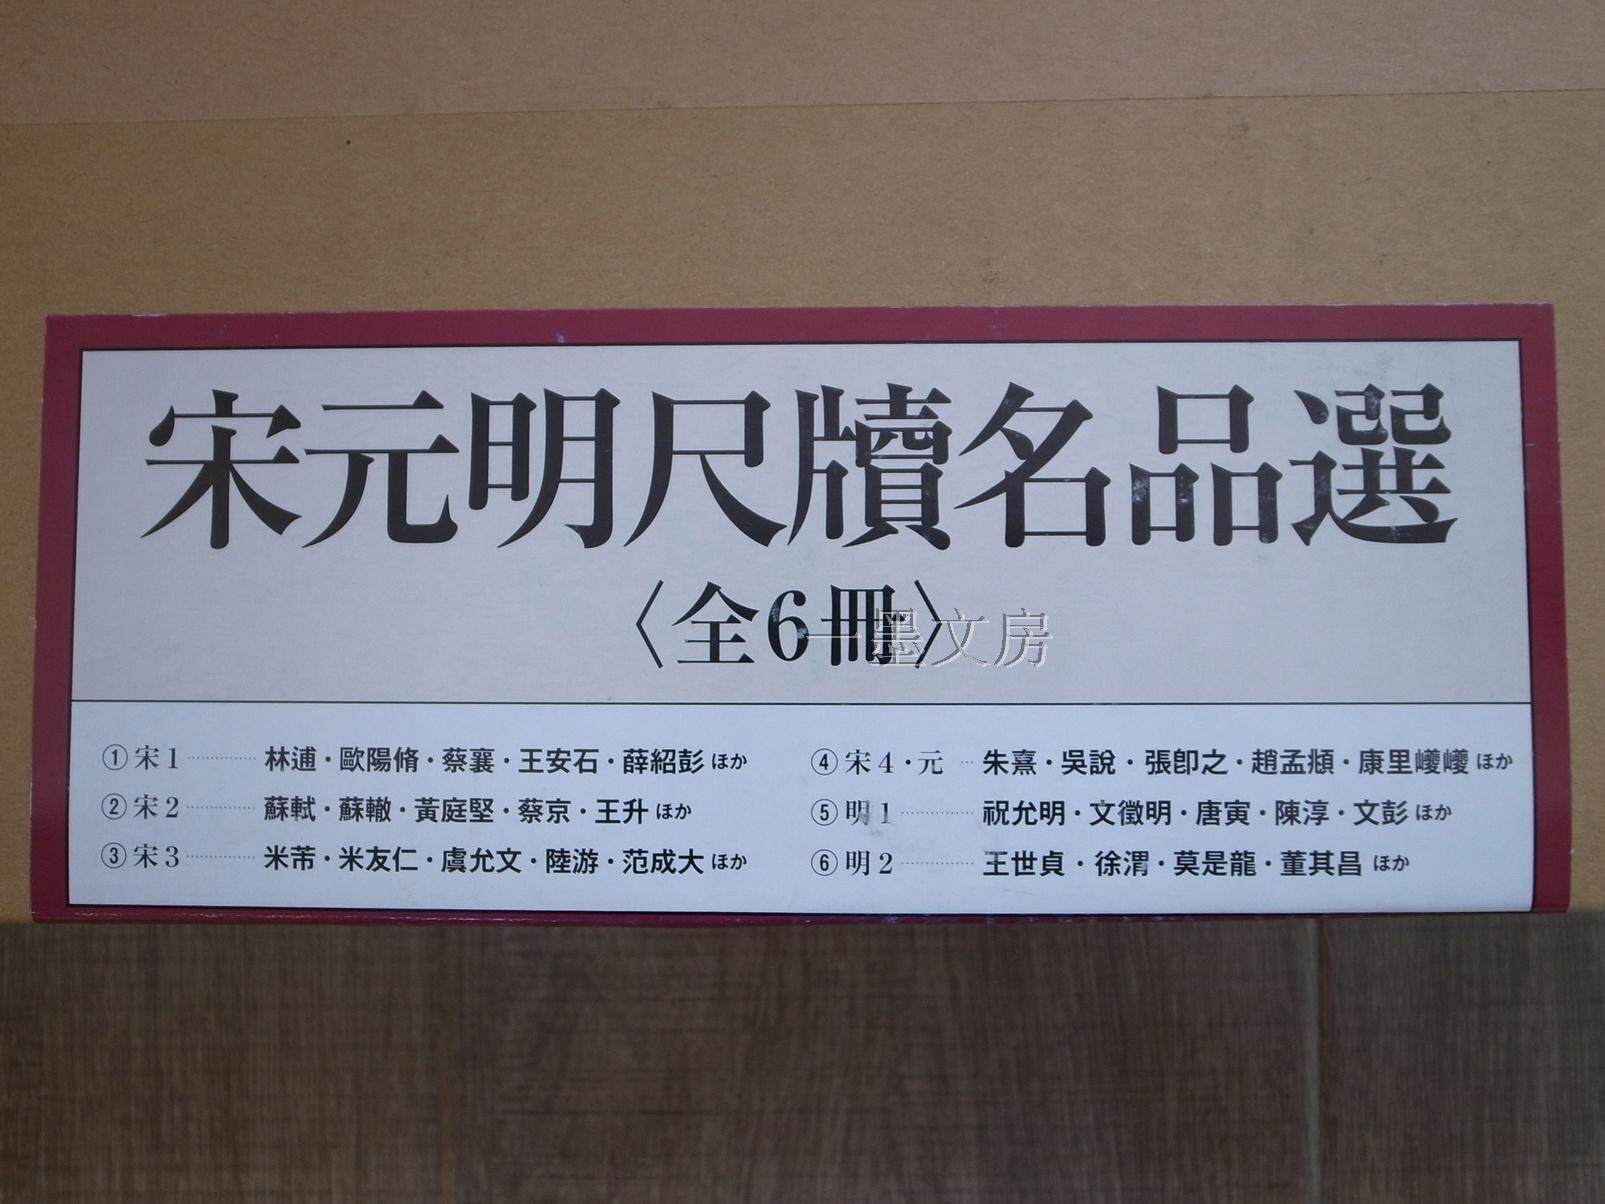 宋元明尺牘名品選
〈全6冊〉
一墨文房
①宋1 ………… 林逋・歐陽脩・蔡襄・王安石・薛紹彭 ほか
②宋2 ………… 蘇軾・蘇轍・黃庭堅・蔡京・王升 ほか
③宋3 ………… 米芾・米友仁・虞允文・陸游・范成大 ほか
④宋4・元 … 朱熹・吳說・張卽之・趙孟頫・康里巎巎 ほか
⑤明1 ………… 祝允明・文徵明・唐寅・陳淳・文彭 ほか
⑥明2 ………… 王世貞・徐渭・莫是龍・董其昌 ほか